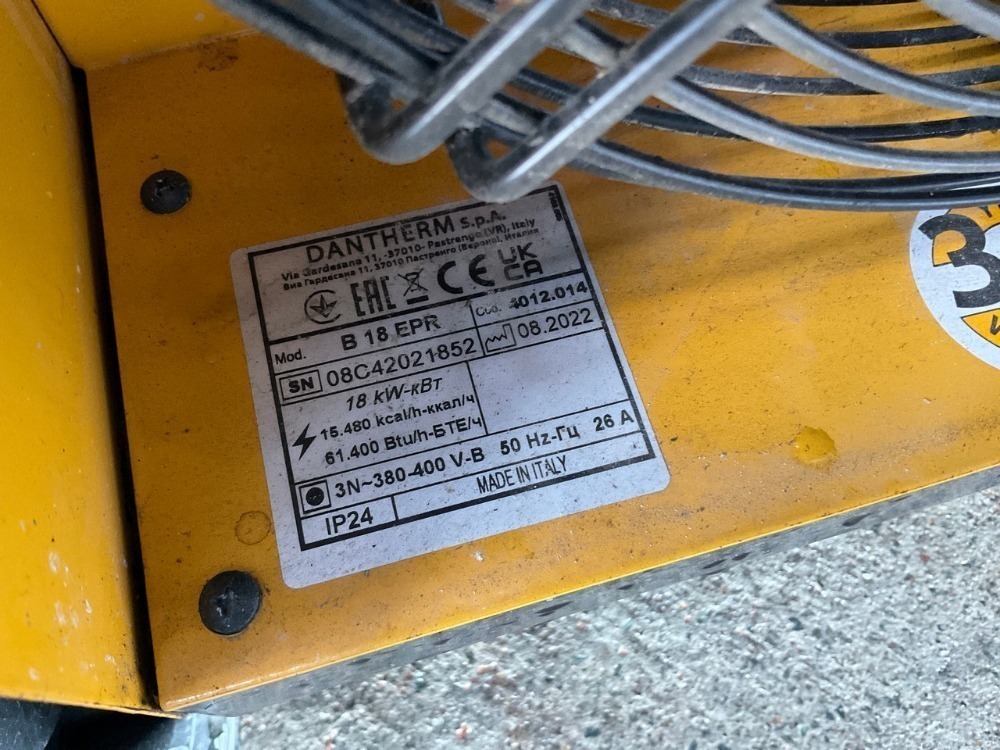 DANTHERM S.p.A.
Via Gardesana 11, -37010- Pastrengo (VR), Italy
Виа Гардесана 11, 37010 Пастренго (Верона), Италия
EAC CE UK CA
Mod. B 18 EPR Cod. 4012.014
SN 08C42021852 08.2022
18 kW-кВт
15.480 kcal/h-ккал/ч
61.400 Btu/h-БТЕ/ч
3N~380-400 V-B 50 Hz-Гц 26 A
IP24 MADE IN ITALY
3